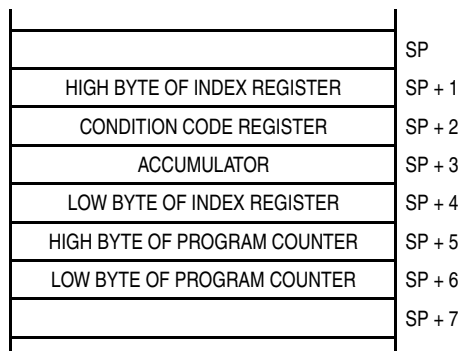 SP
HIGH BYTE OF INDEX REGISTER SP + 1
CONDITION CODE REGISTER SP + 2
ACCUMULATOR SP + 3
LOW BYTE OF INDEX REGISTER SP + 4
HIGH BYTE OF PROGRAM COUNTER SP + 5
LOW BYTE OF PROGRAM COUNTER SP + 6
SP + 7